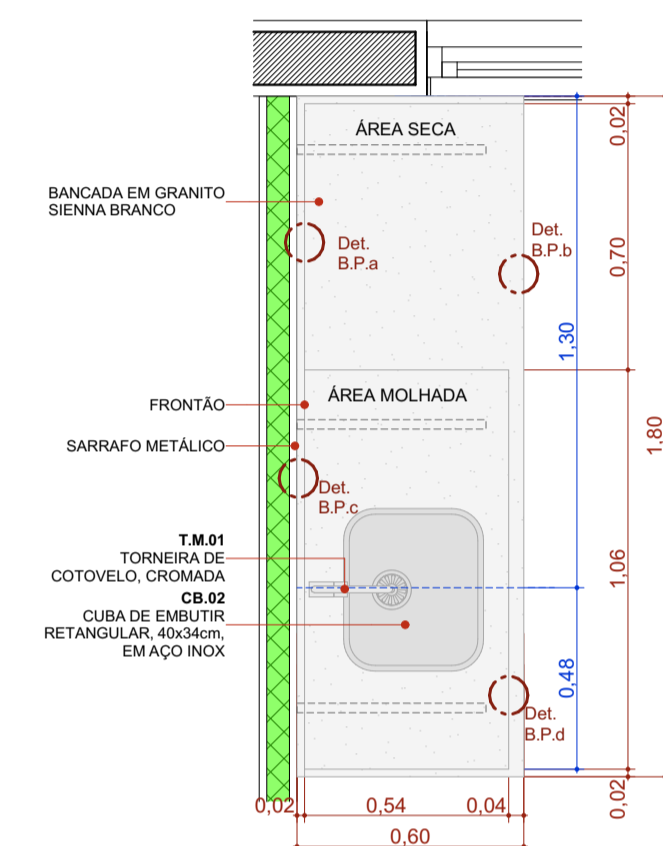 ÁREA SECA
0,02
BANCADA EM GRANITO
SIENNA BRANCO
Det.
B.P.a
Det.
B.P.b
0,70
1,30
FRONTÃO
ÁREA MOLHADA
SARRAFO METÁLICO
1,80
Det.
B.P.c
T.M.01
TORNEIRA DE
COTOVELO, CROMADA
1,06
CB.02
CUBA DE EMBUTIR
RETANGULAR, 40x34cm,
EM AÇO INOX
0,48
Det.
B.P.d
0,02
0,02
0,54
0,04
0,60